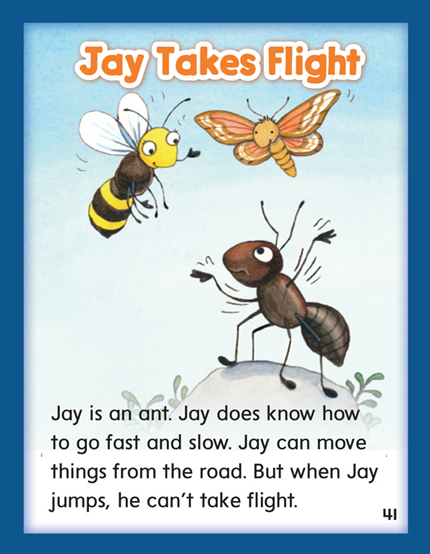 Jay Takes Flight
Jay is an ant. Jay does know how
to go fast and slow. Jay can move
things from the road. But when Jay
jumps, he can’t take flight.
41